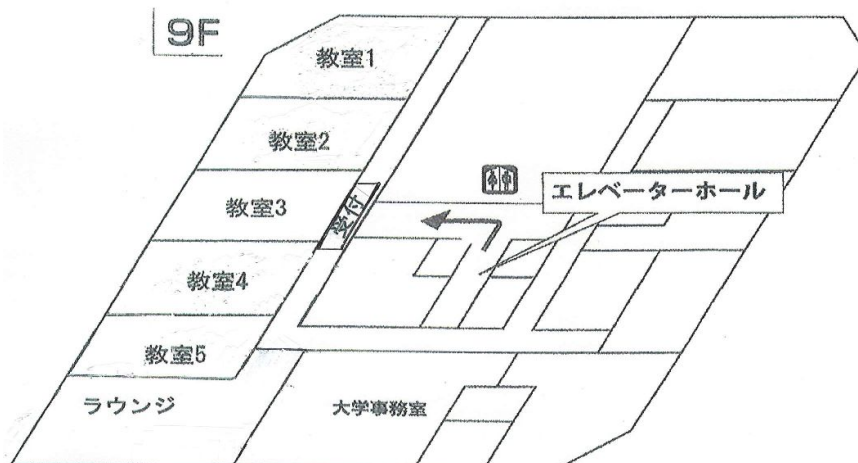 9F
教室1
教室2
教室3
受付
エレベーターホール
教室4
教室5
ラウンジ
大学事務室